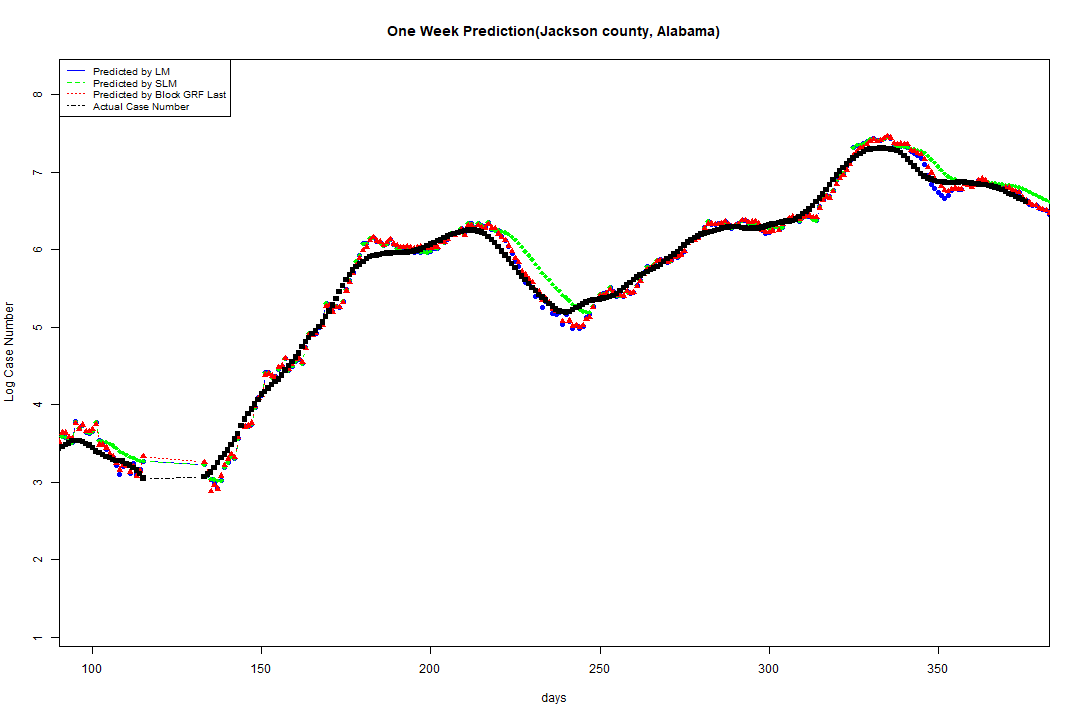 One Week Prediction(Jackson county, Alabama)
Predicted by LM
Predicted by SLM
Predicted by Block GRF Last
Actual Case Number
Log Case Number
8
7
6
5
4
3
2
1
100 150 200 250 300 350
days